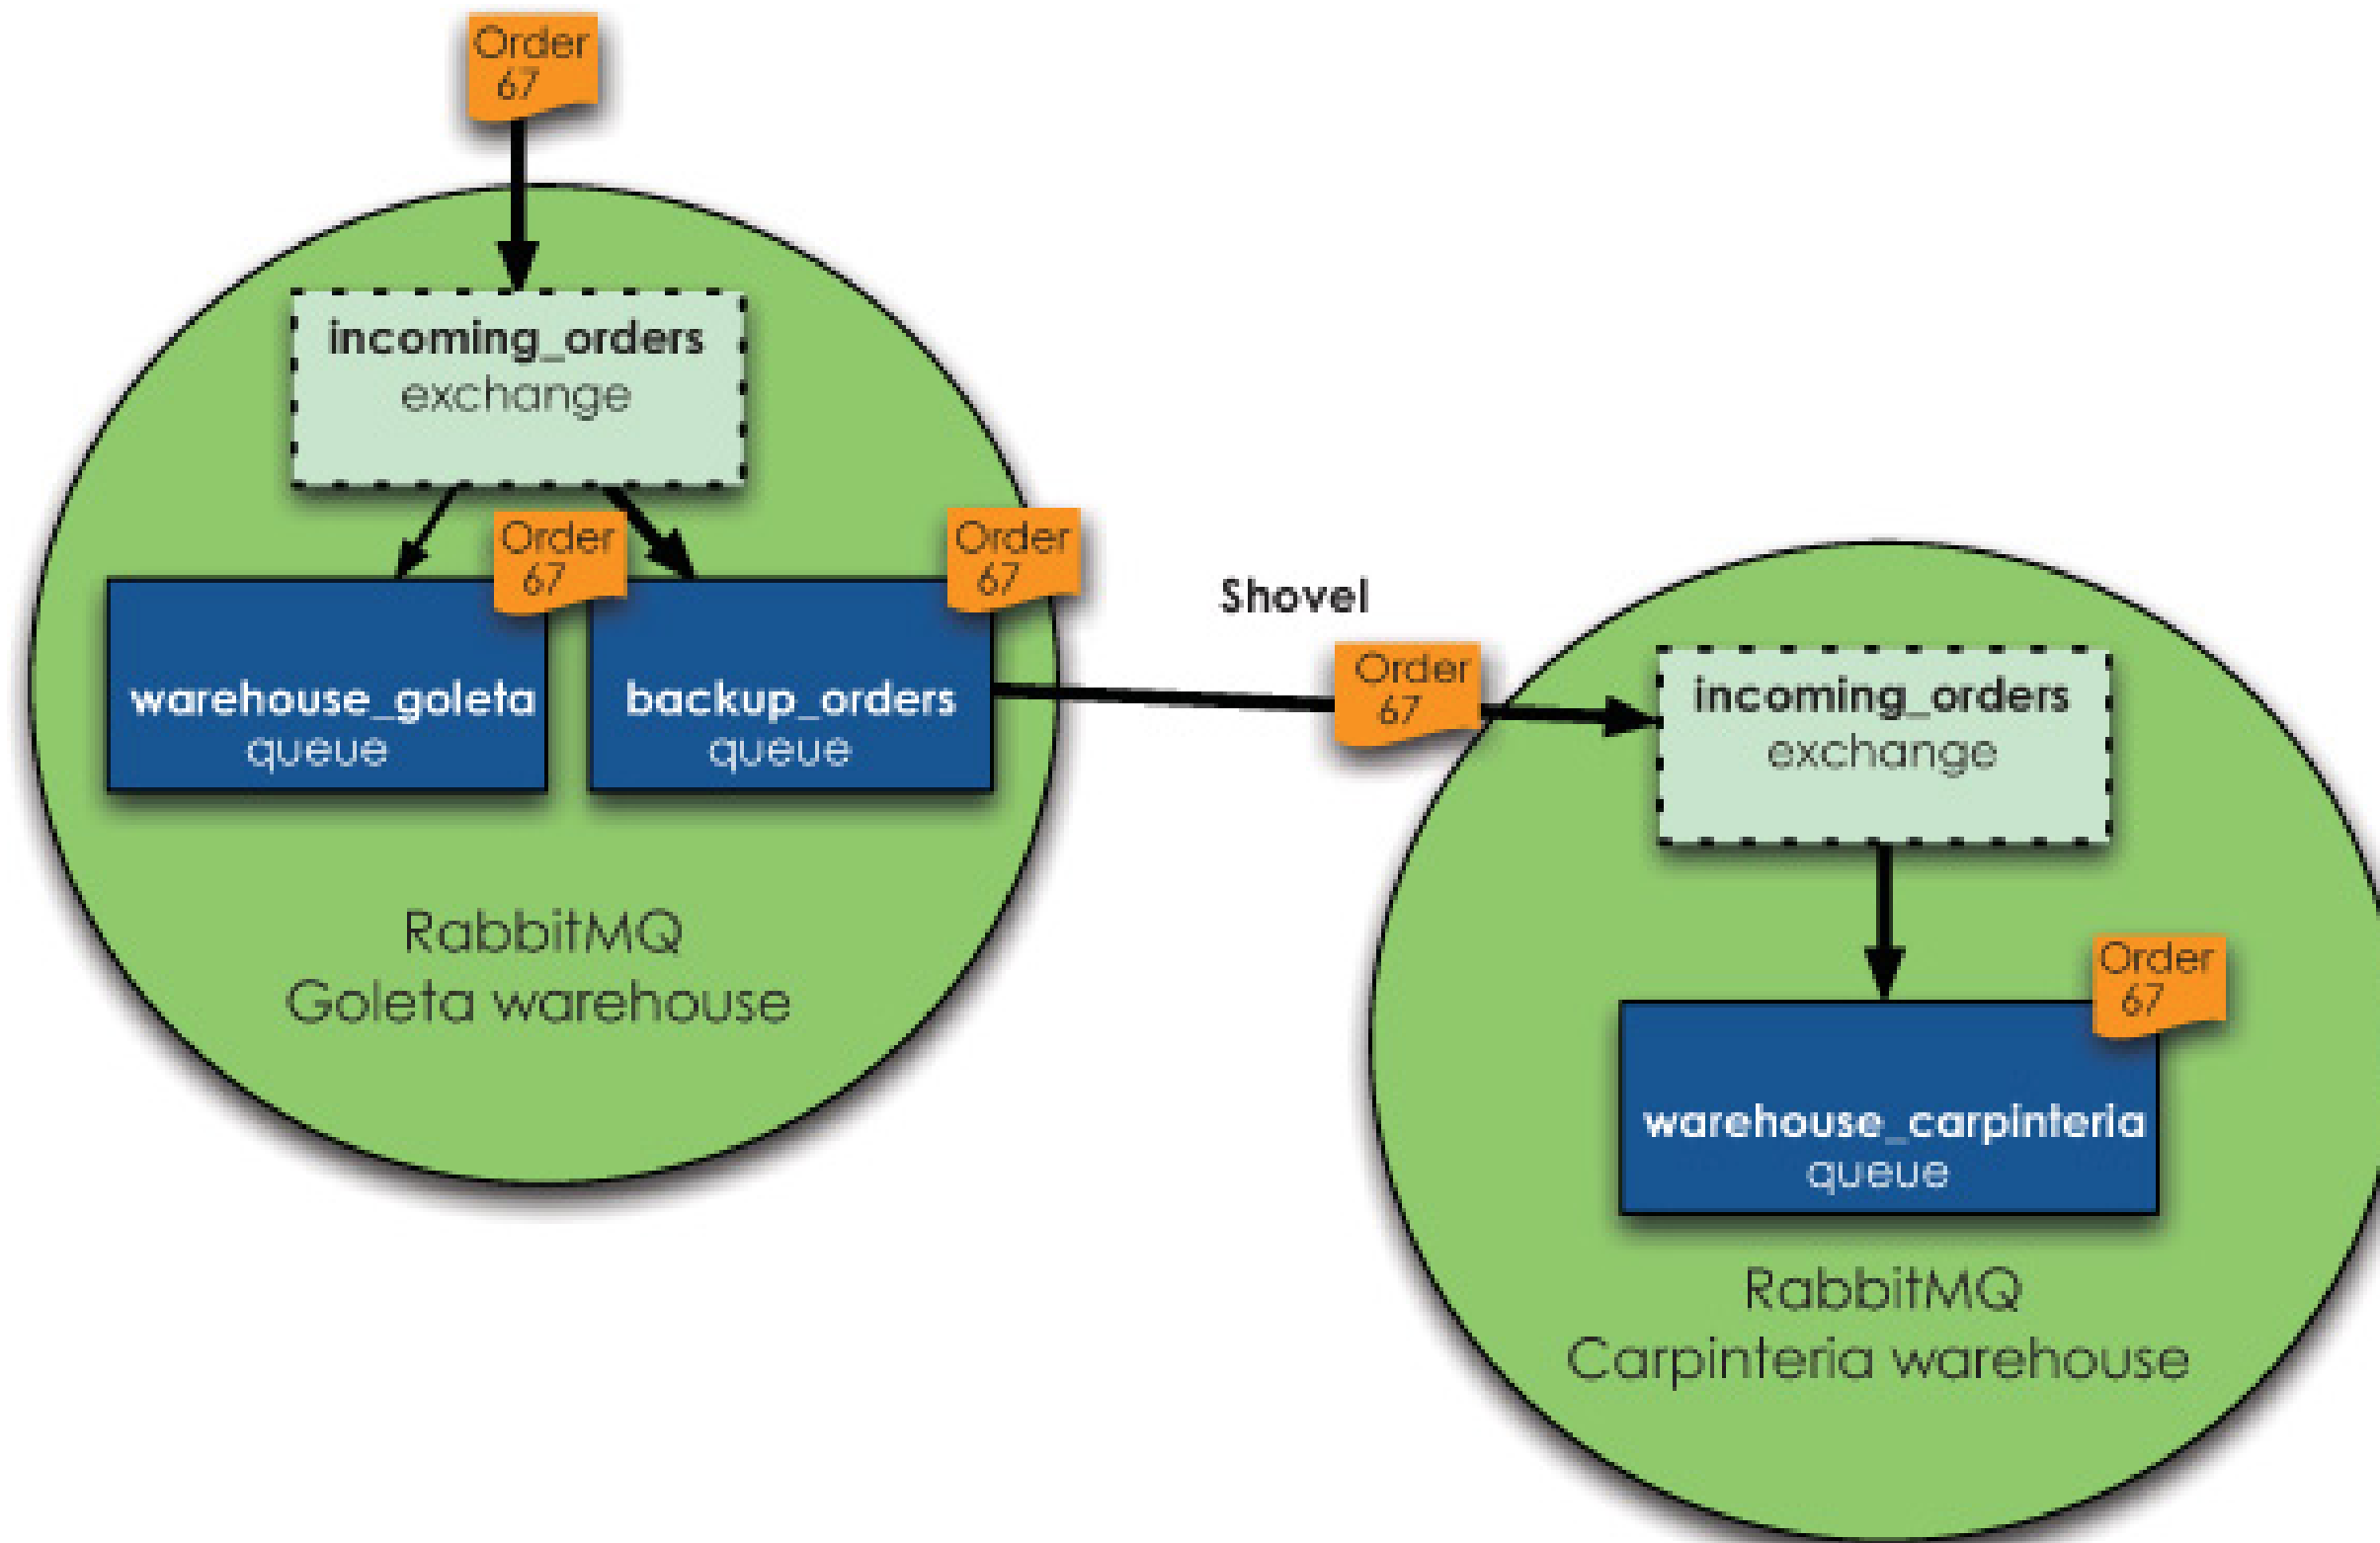 Order
67
incoming_orders
exchange
Order
67
Order
67
warehouse_goleta
queue
backup_orders
queue
RabbitMQ
Goleta warehouse
Shovel
Order
67
incoming_orders
exchange
Order
67
warehouse_carpinteria
queue
RabbitMQ
Carpinteria warehouse